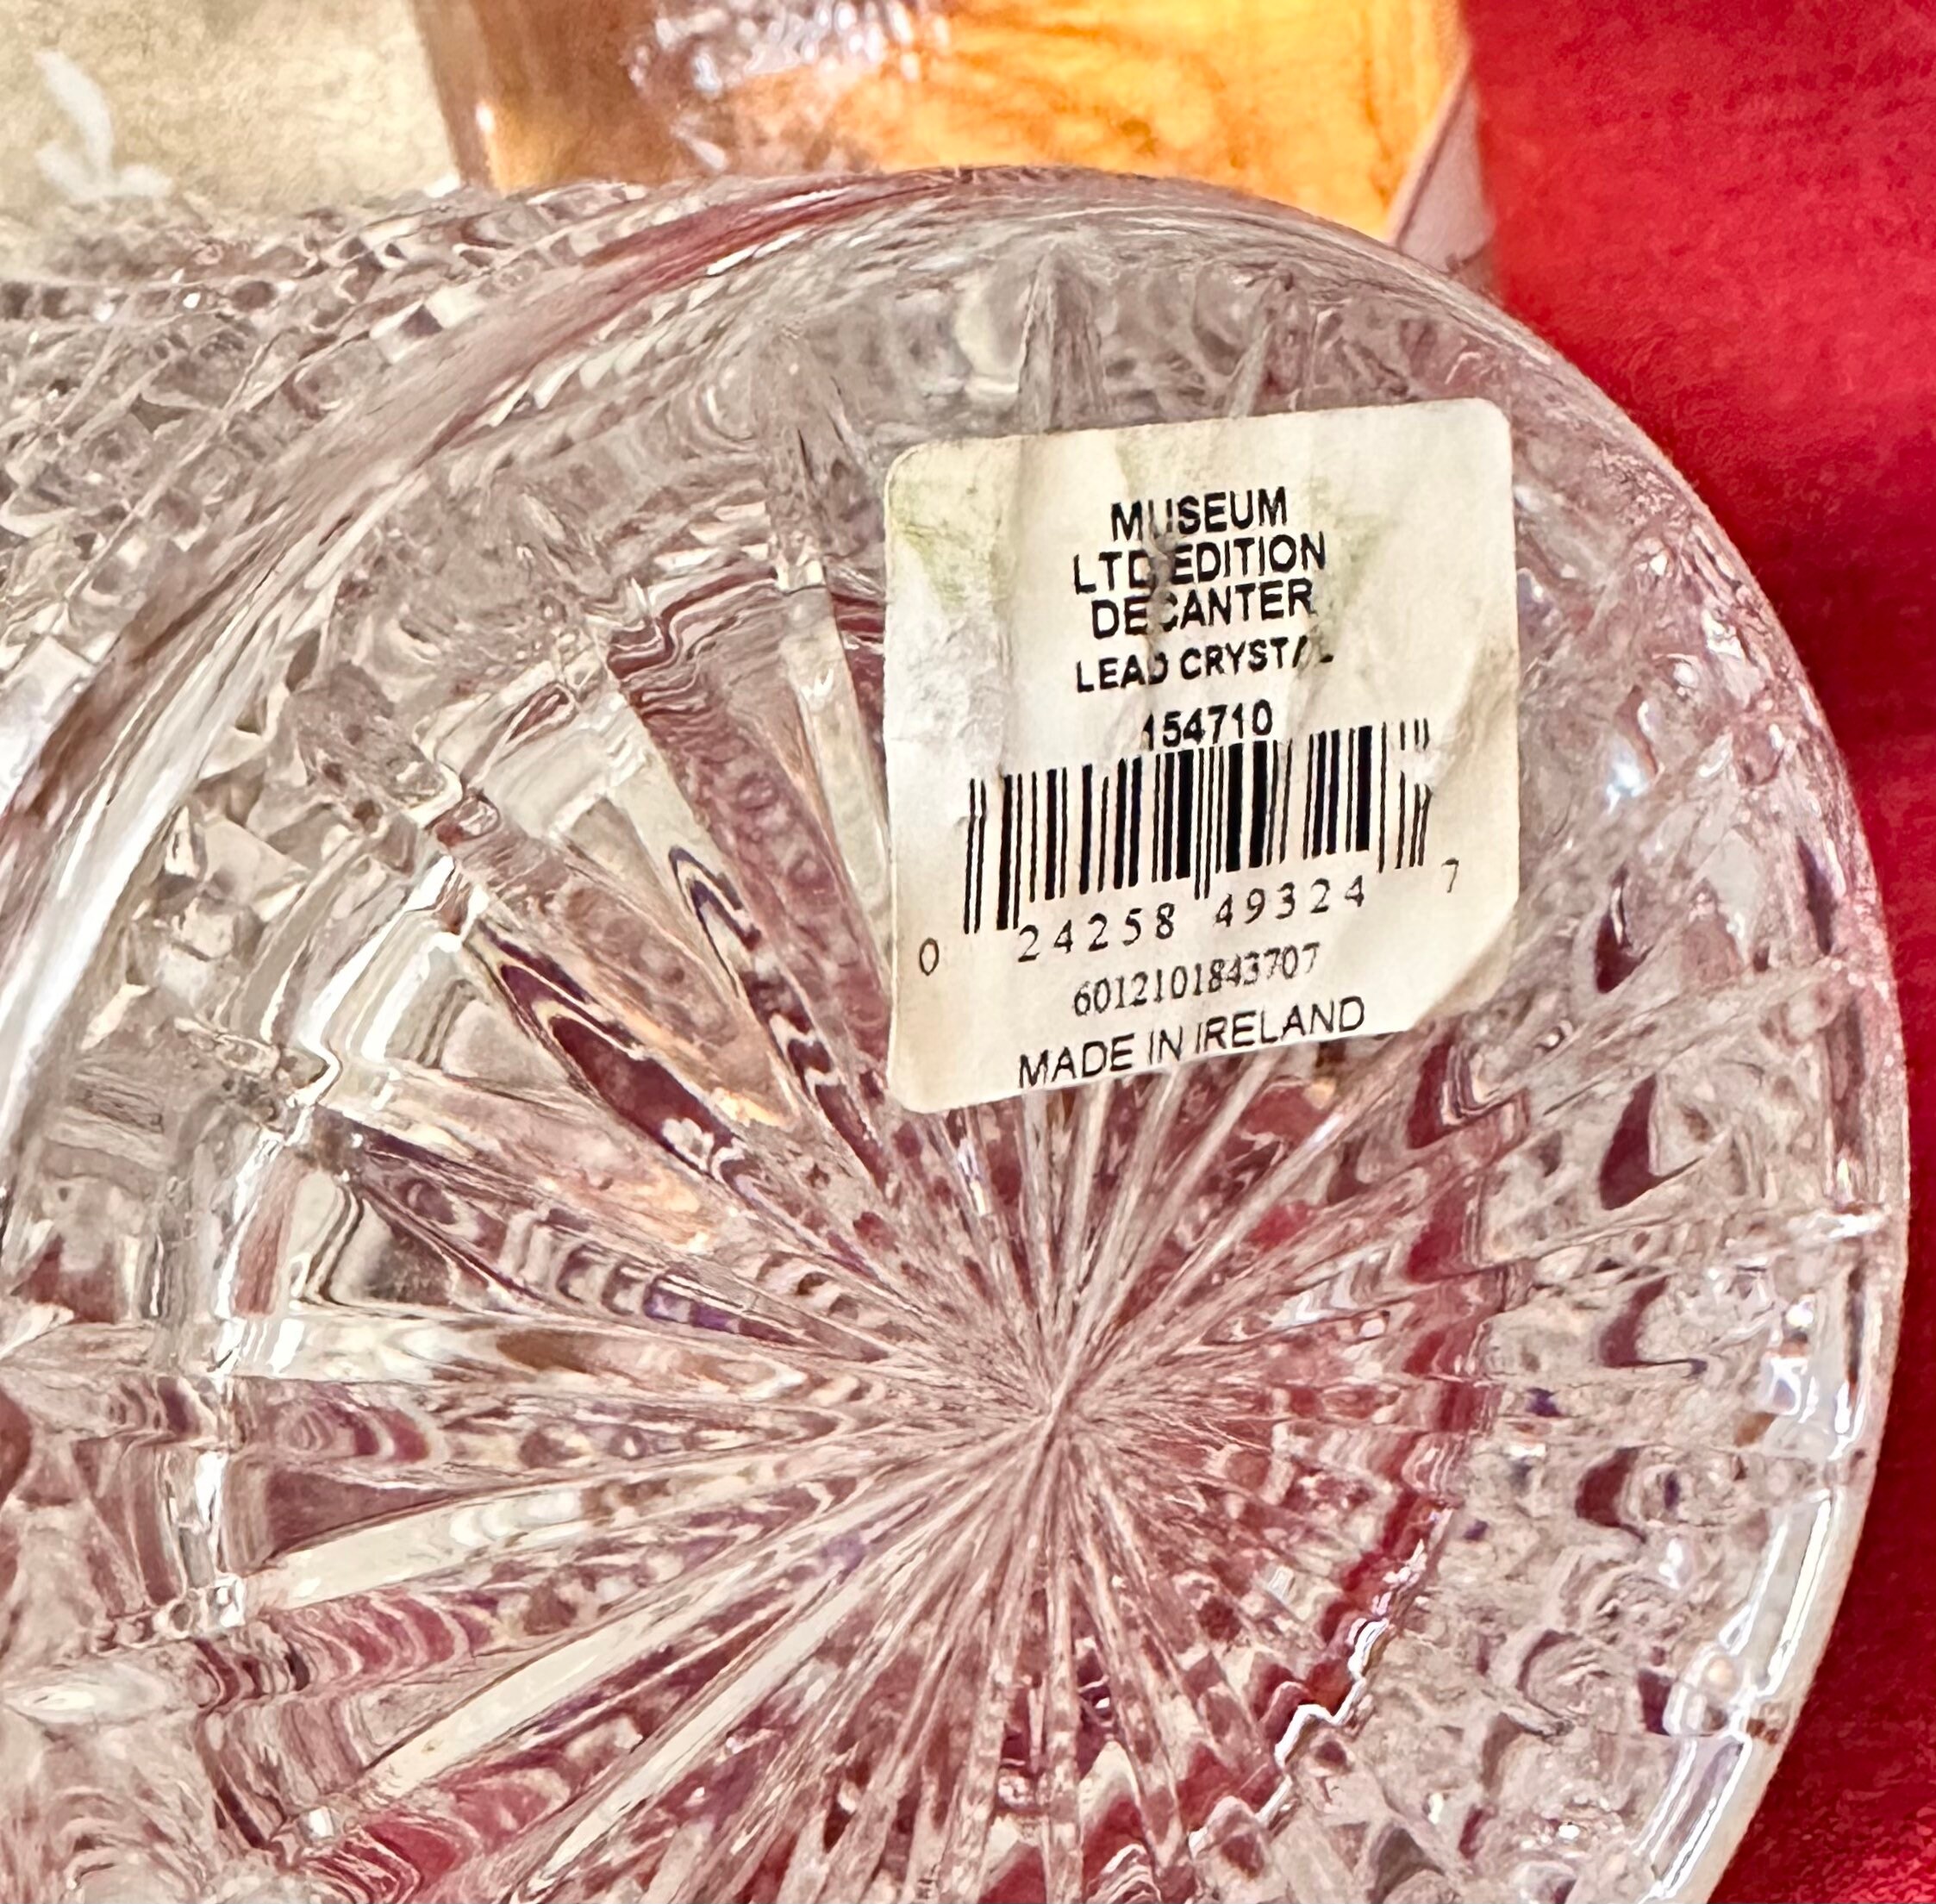 MUSEUM
LTD EDITION
DECANTER
LEAD CRYSTAL
154710
0 24258 49324 7
6012101843707
MADE IN IRELAND